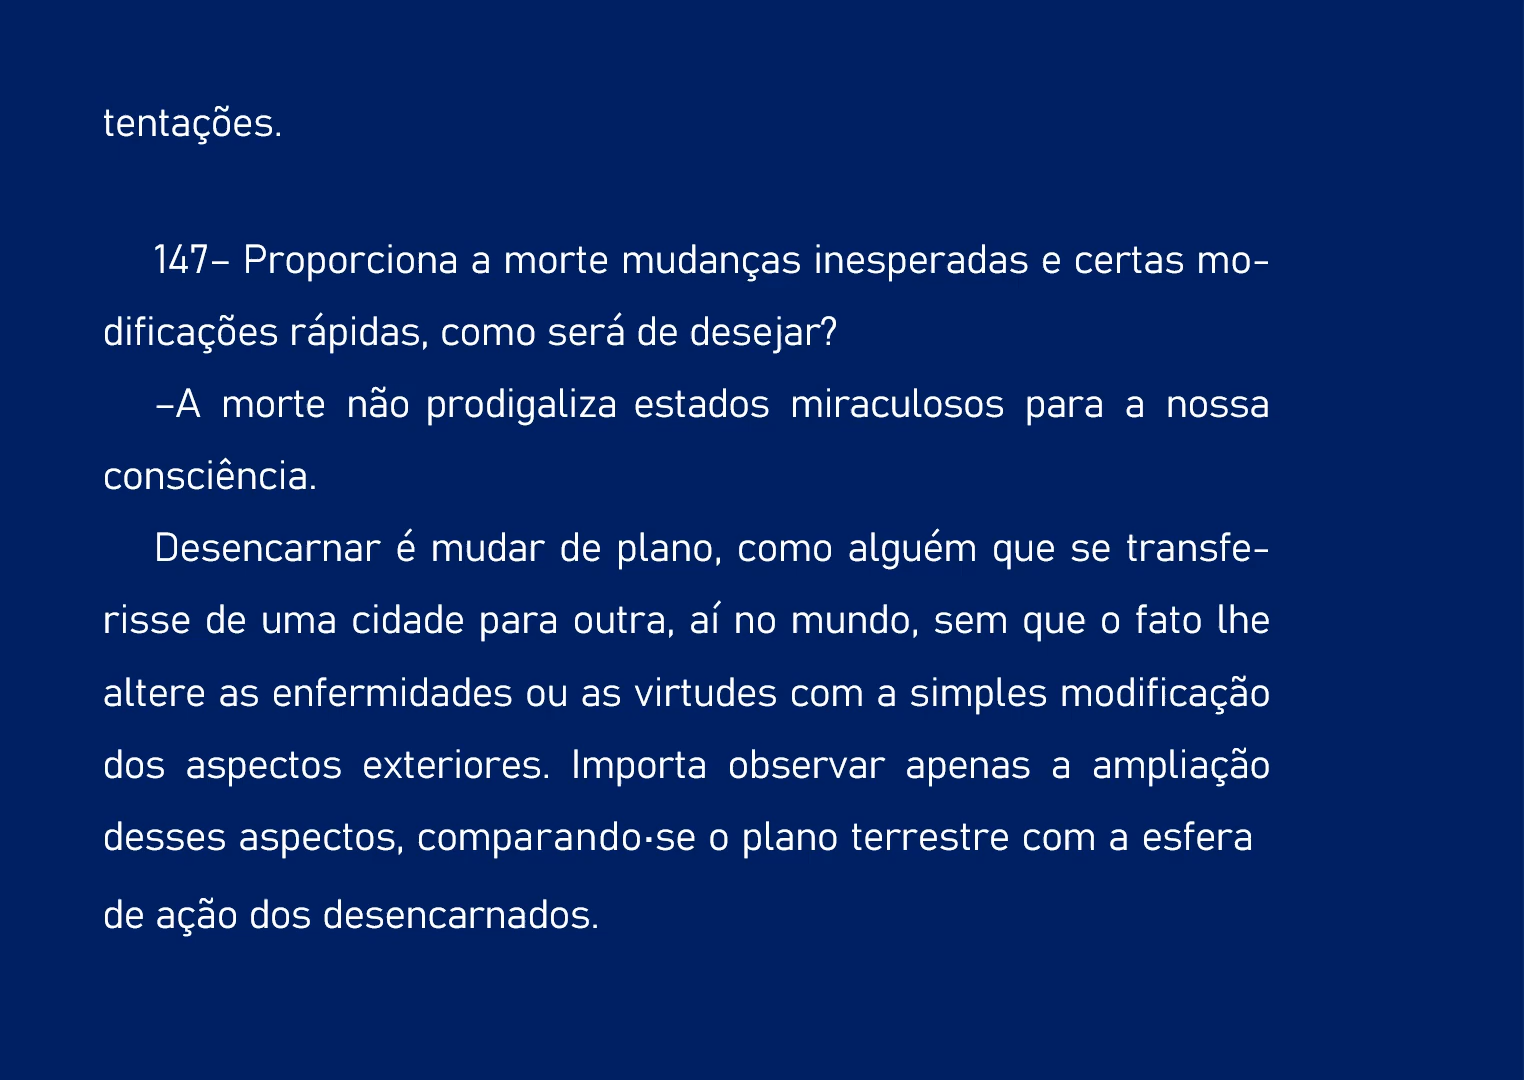 tentações.
147– Proporciona a morte mudanças inesperadas e certas mo-
dificações rápidas, como será de desejar?
–A morte não prodigaliza estados miraculosos para a nossa
consciência.
Desencarnar é mudar de plano, como alguém que se transfe-
risse de uma cidade para outra, aí no mundo, sem que o fato lhe
altere as enfermidades ou as virtudes com a simples modificação
dos aspectos exteriores. Importa observar apenas a ampliação
desses aspectos, comparando·se o plano terrestre com a esfera
de ação dos desencarnados.